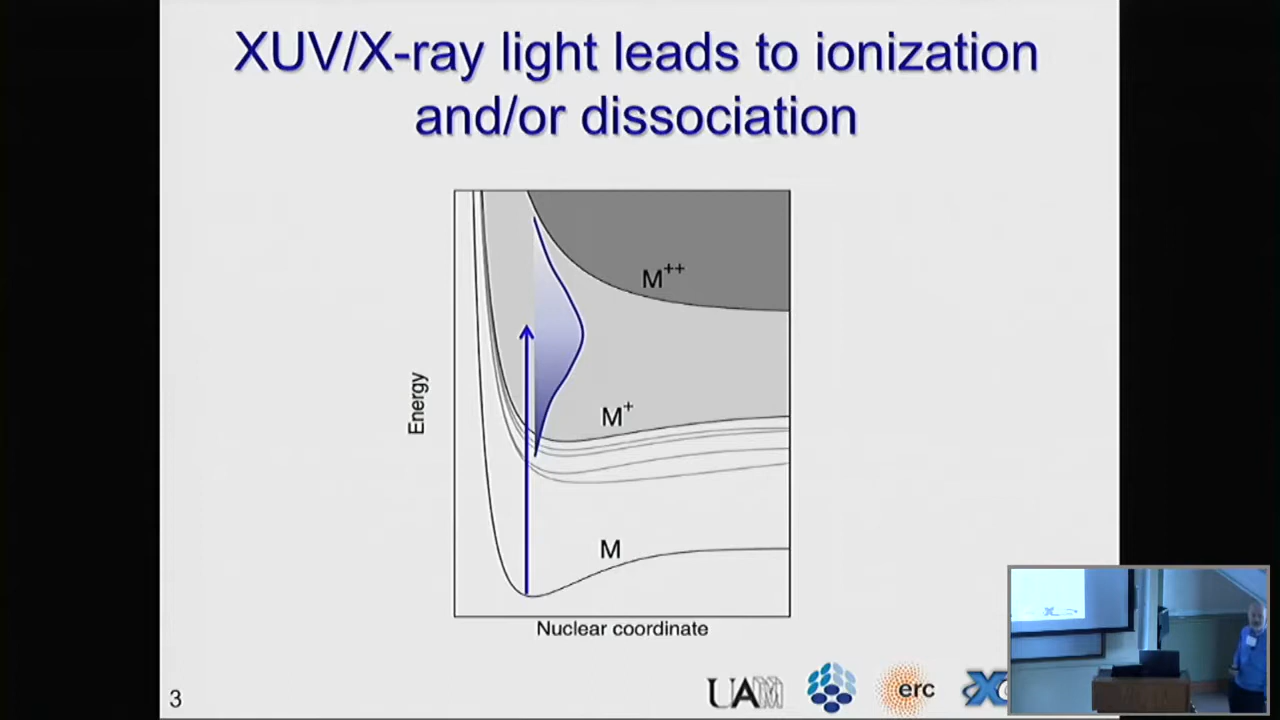 XUV/X-ray light leads to ionization
and/or dissociation
M++
M+
M
Energy
Nuclear coordinate
3
UAM
erc